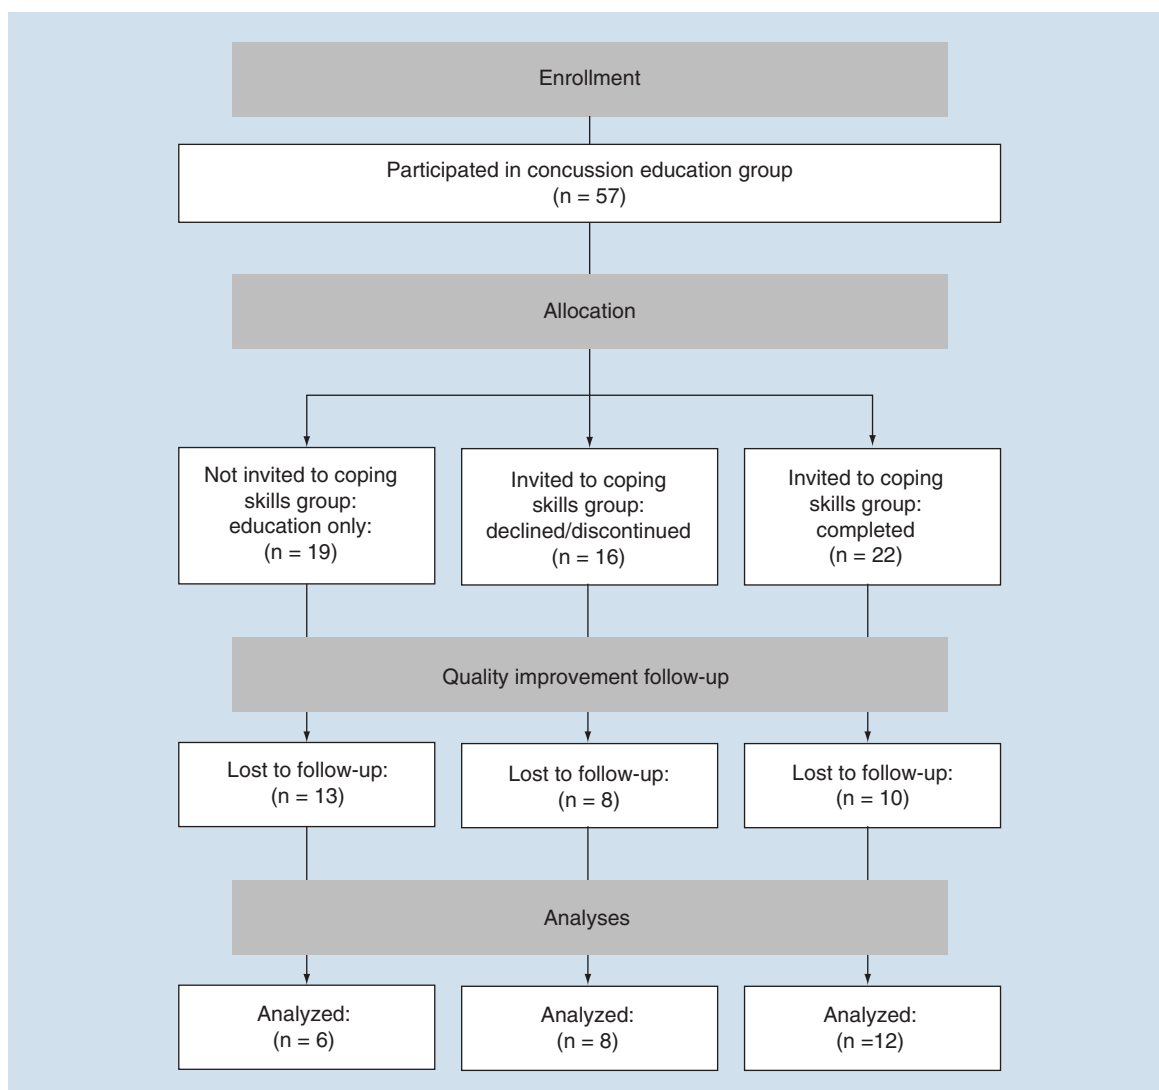 Enrollment
Participated in concussion education group
(n = 57)
Allocation
Not invited to coping
skills group:
education only:
(n = 19)
Invited to coping
skills group:
declined/discontinued
(n = 16)
Invited to coping
skills group:
completed
(n = 22)
Quality improvement follow-up
Lost to follow-up:
(n = 13)
Lost to follow-up:
(n = 8)
Lost to follow-up:
(n = 10)
Analyses
Analyzed:
(n = 6)
Analyzed:
(n = 8)
Analyzed:
(n =12)